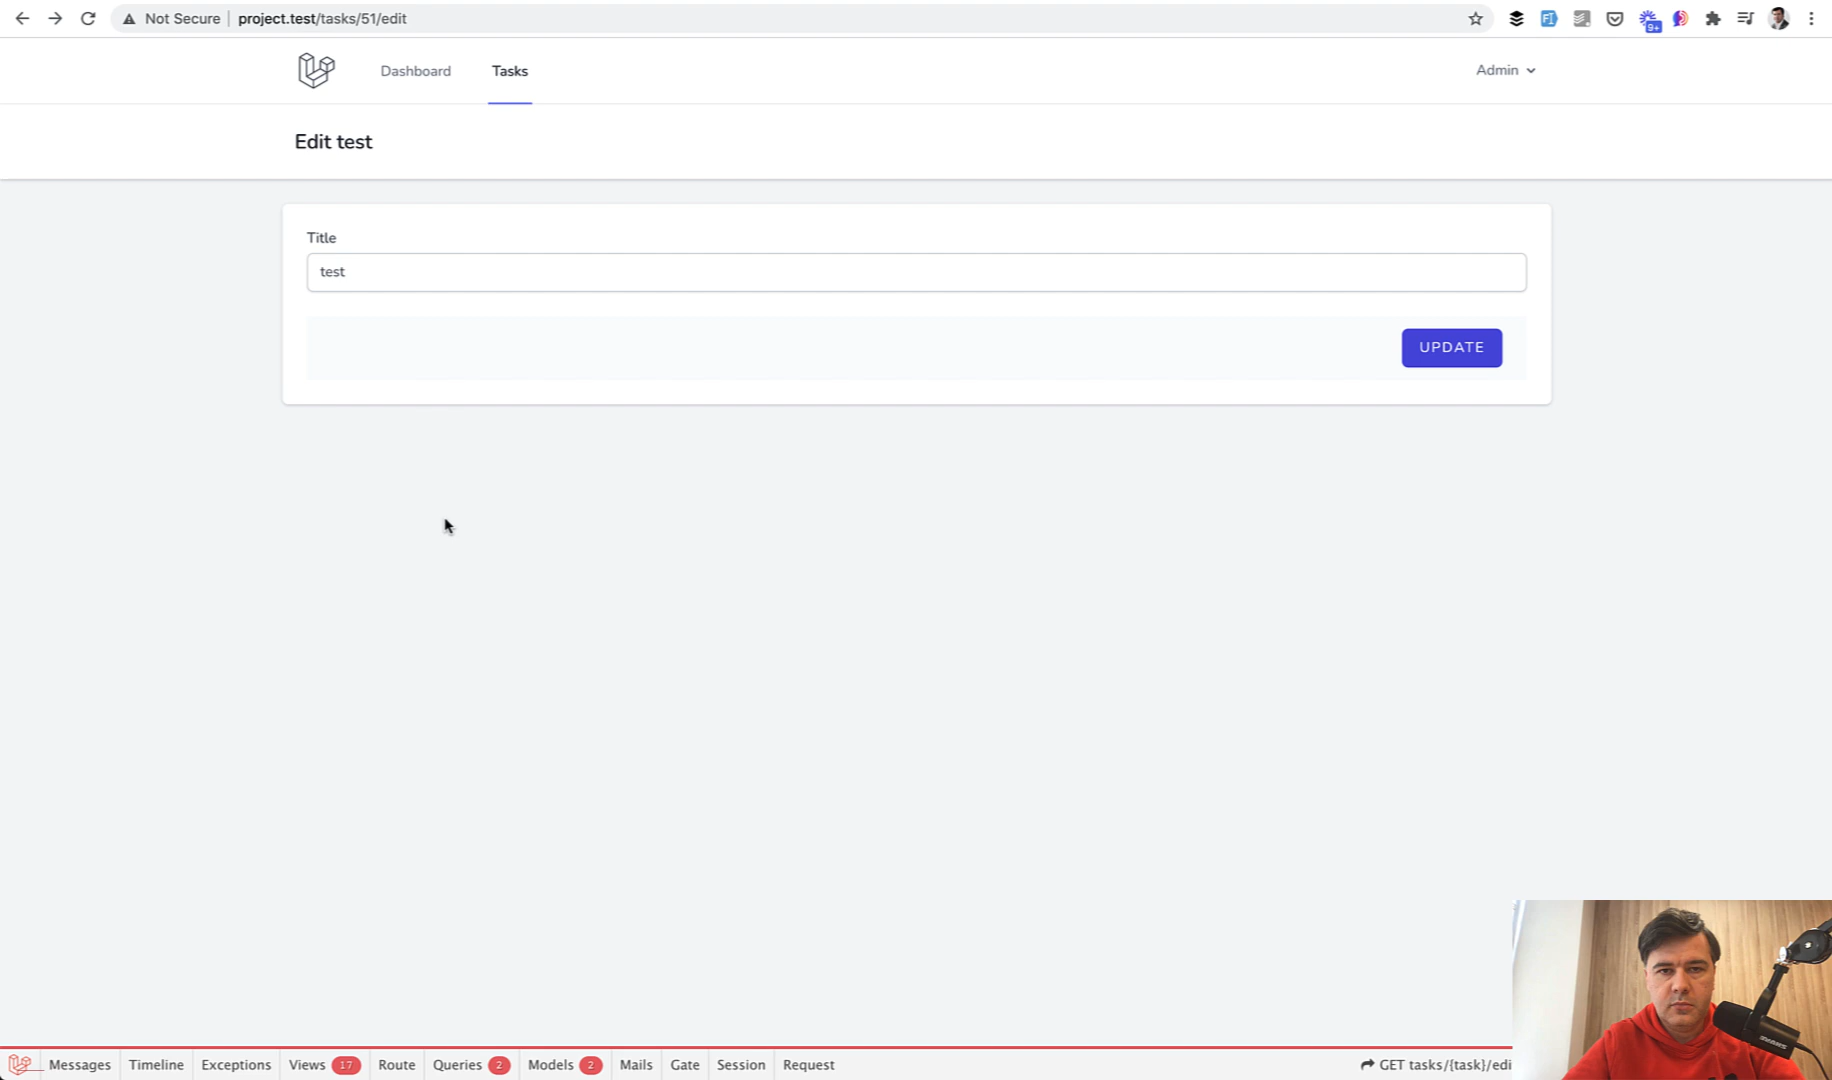 Not Secure | project.test/tasks/51/edit
9+
Dashboard Tasks Admin
Edit test
Title
test
UPDATE
Messages Timeline Exceptions Views 17 Route Queries 2 Models 2 Mails Gate Session Request GET tasks/{task}/edi